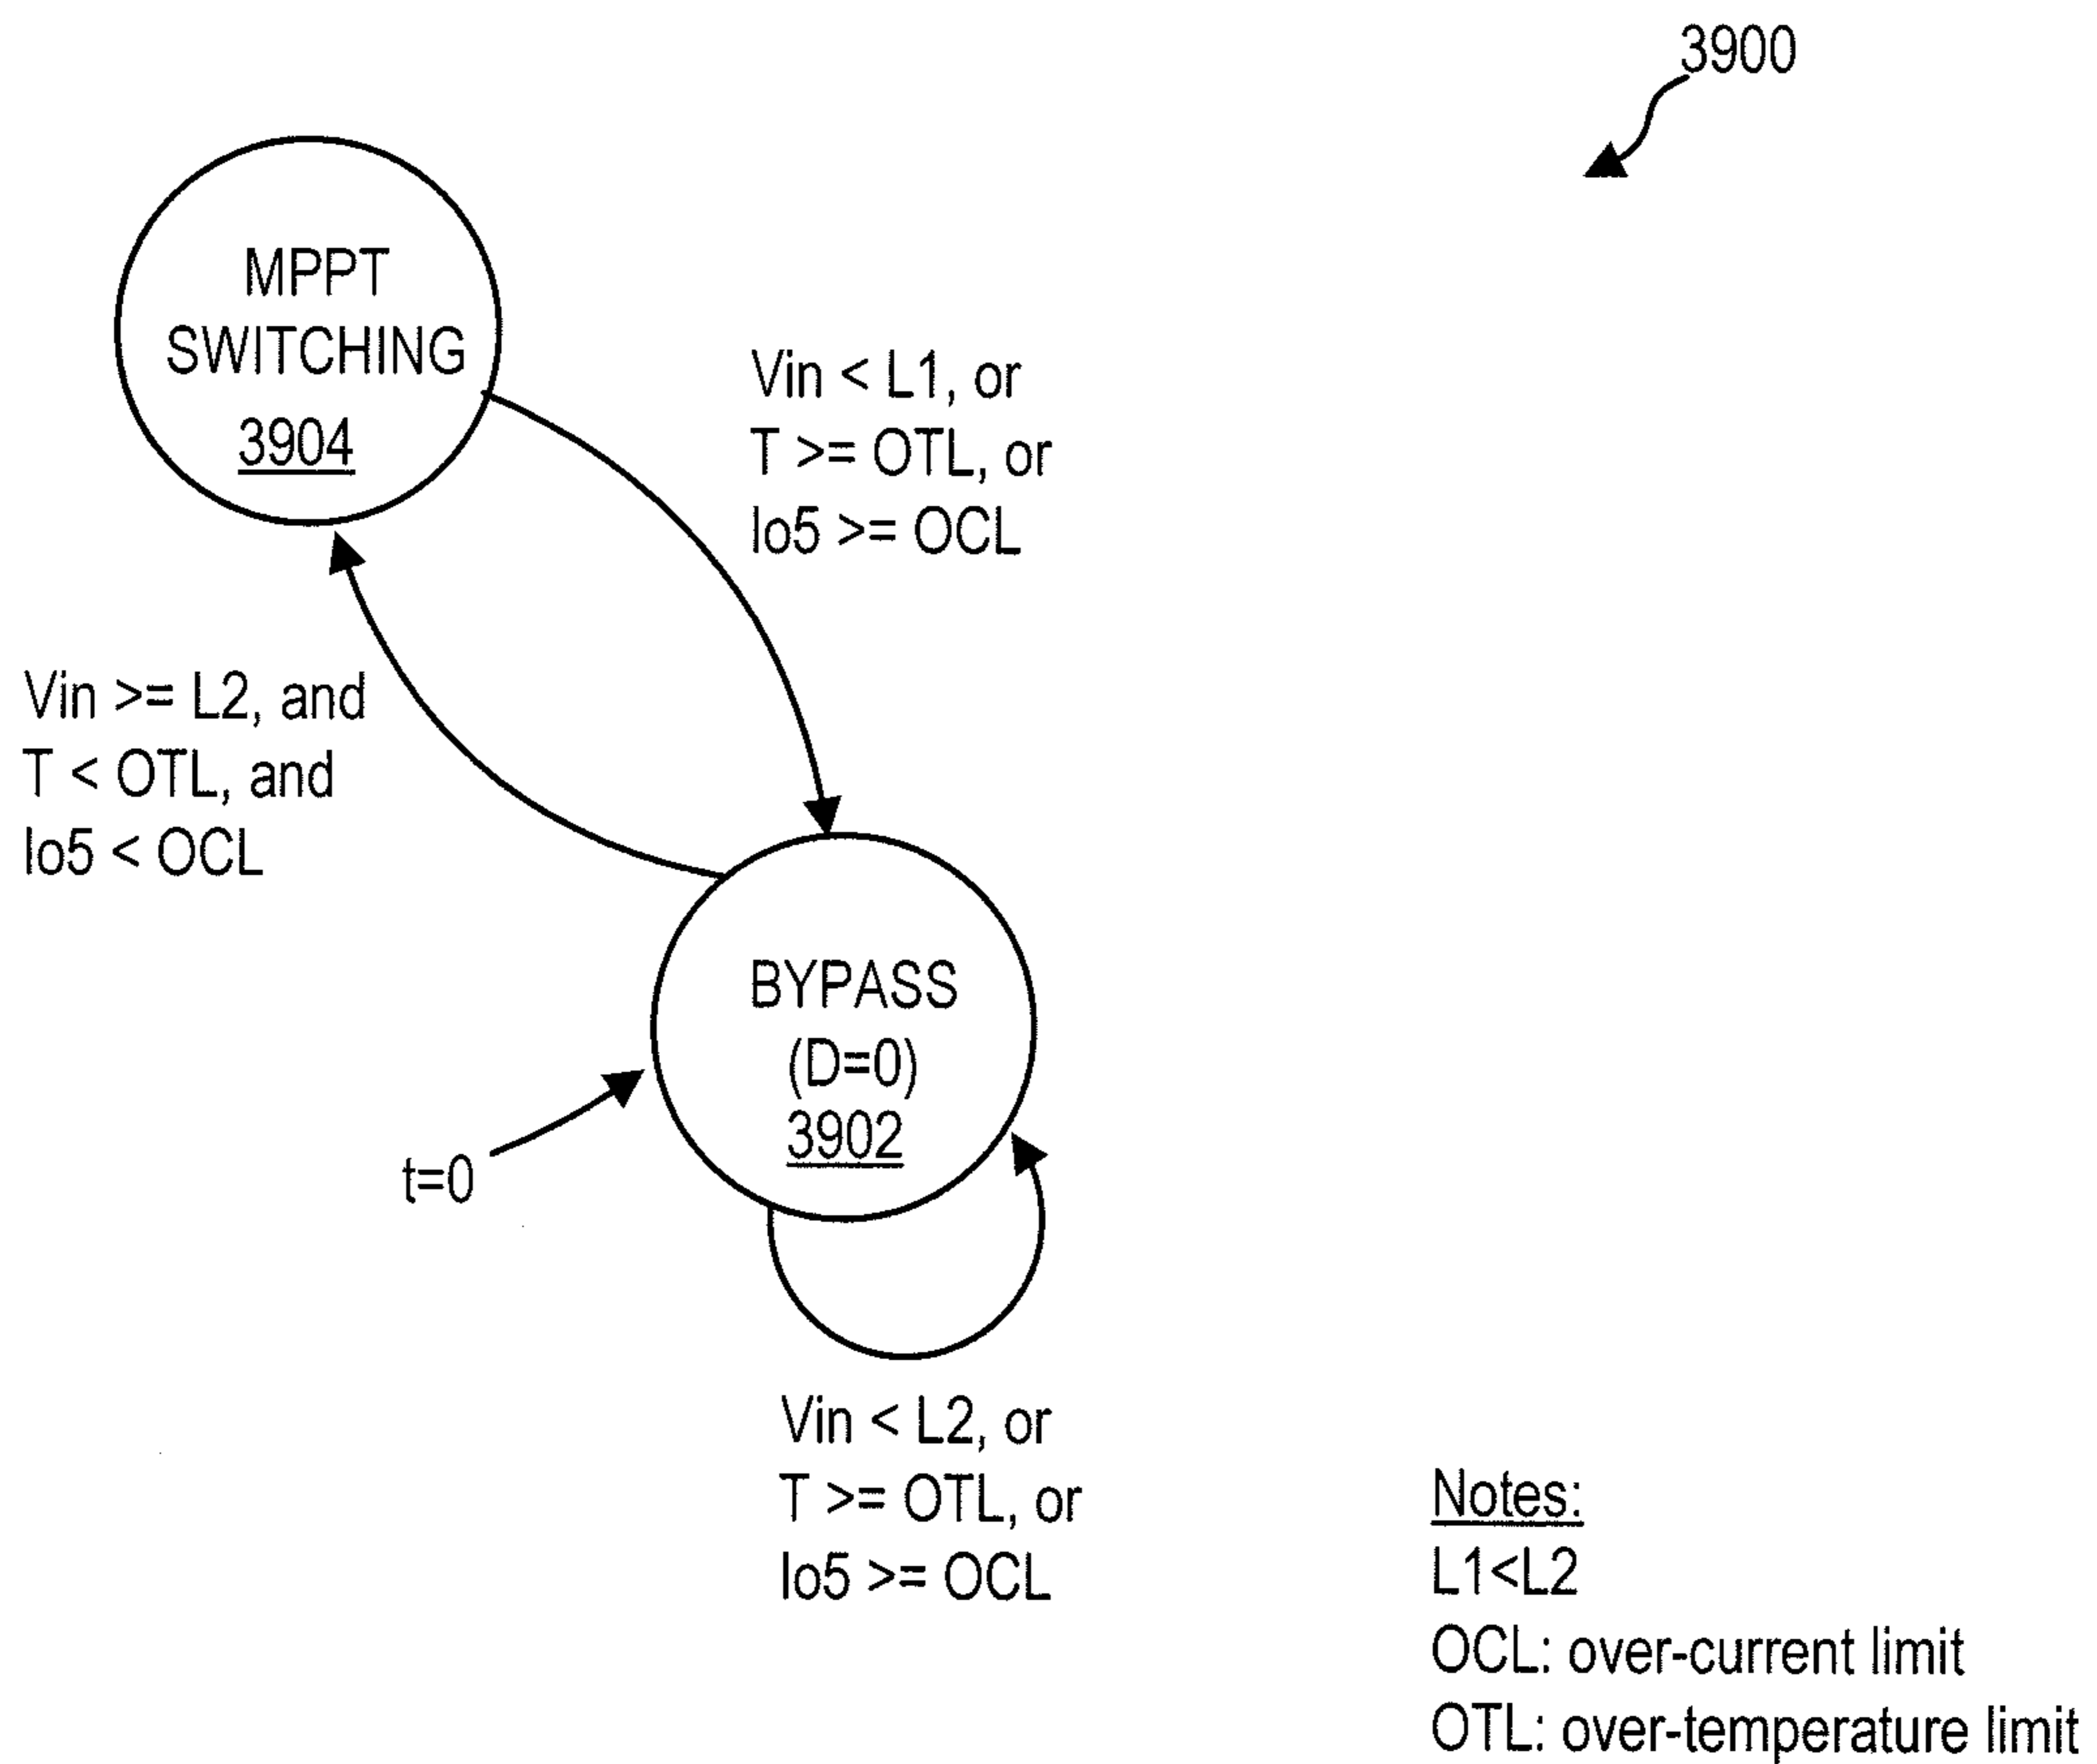 3900
MPPT
SWITCHING
3904
Vin < L1, or
T >= OTL, or
Io5 >= OCL
Vin >= L2, and
T < OTL, and
Io5 < OCL
BYPASS
(D=0)
3902
t=0
Vin < L2, or
T >= OTL, or
Io5 >= OCL
Notes:
L1<L2
OCL: over-current limit
OTL: over-temperature limit